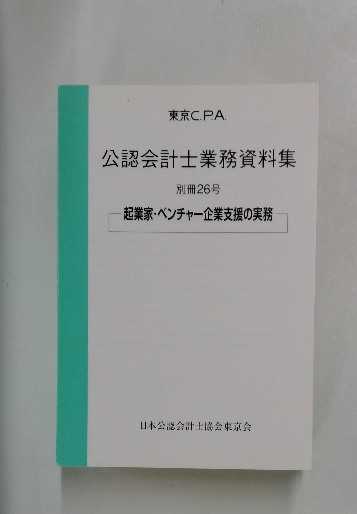 東京C.P.A.
公認会計士業務資料集
別冊26号
起業家・ベンチャー企業支援の実務
日本公認会計士協会東京会